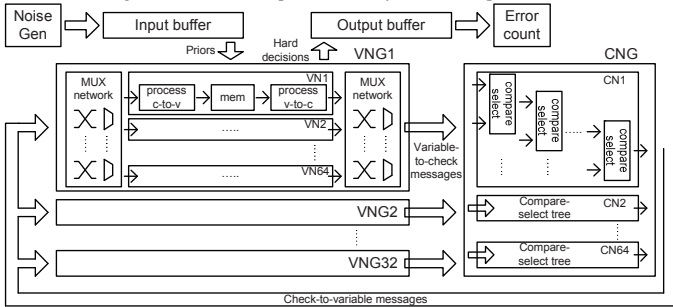 Noise Gen
Input buffer
Output buffer
Error count
Priors
Hard decisions
VNG1
CNG
MUX network
VN1
process c-to-v
mem
process v-to-c
MUX network
VN2
.....
VN64
.....
Variable-to-check messages
CN1
compare select
compare select
.....
compare select
VNG2
Compare-select tree
CN2
VNG32
Compare-select tree
CN64
Check-to-variable messages